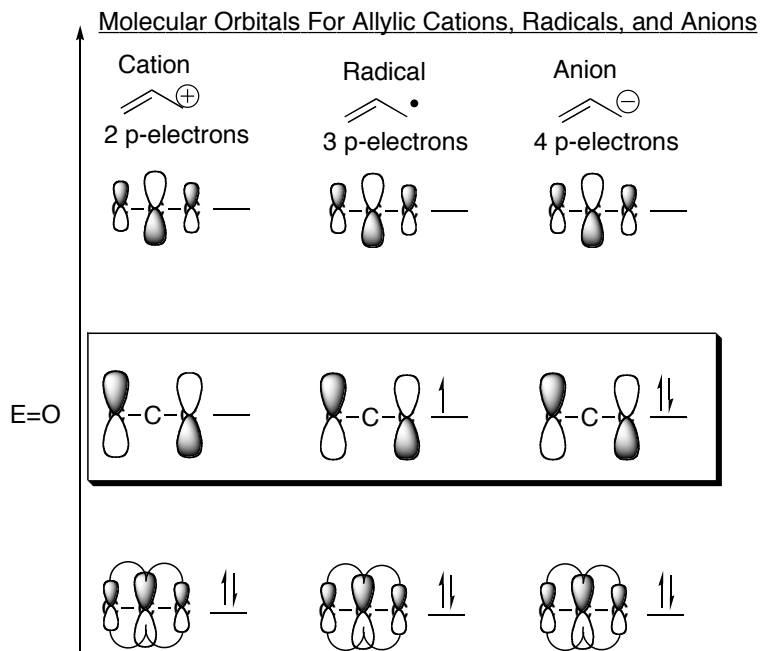 Molecular Orbitals For Allylic Cations, Radicals, and Anions
Cation Radical Anion
2 p-electrons 3 p-electrons 4 p-electrons
E=O
C C C